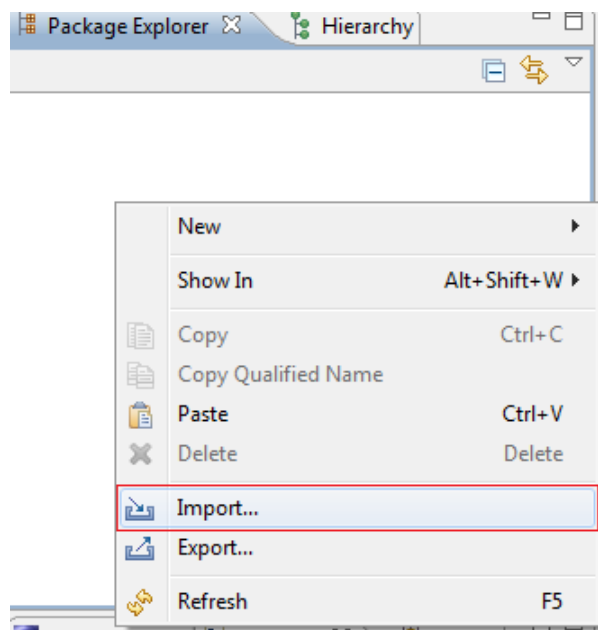 Package Explorer Hierarchy
New
Show In Alt+Shift+W
Copy Ctrl+C
Copy Qualified Name
Paste Ctrl+V
Delete Delete
Import...
Export...
Refresh F5